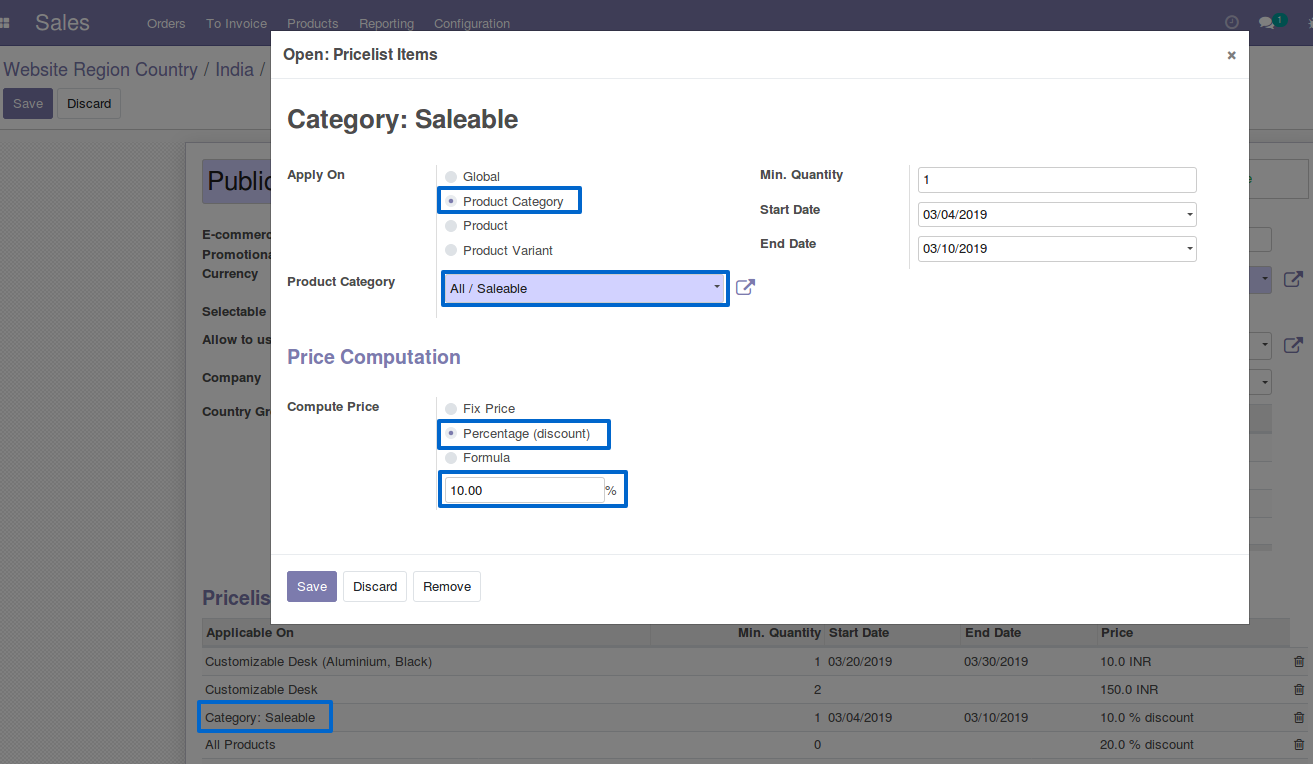 Sales Orders To Invoice Products Reporting Configuration 1
Website Region Country / India /
Save Discard
Open: Pricelist Items ×
Category: Saleable
Apply On
Global
Product Category
Product
Product Variant
Product Category All / Saleable
Min. Quantity 1
Start Date 03/04/2019
End Date 03/10/2019
Price Computation
Compute Price
Fix Price
Percentage (discount)
Formula
10.00 %
Save Discard Remove
Public
E-commerc
Promotiona
Currency
Selectable
Allow to us
Company
Country Gr
Pricelis
Applicable On Min. Quantity Start Date End Date Price
Customizable Desk (Aluminium, Black) 1 03/20/2019 03/30/2019 10.0 INR
Customizable Desk 2 150.0 INR
Category: Saleable 1 03/04/2019 03/10/2019 10.0 % discount
All Products 0 20.0 % discount